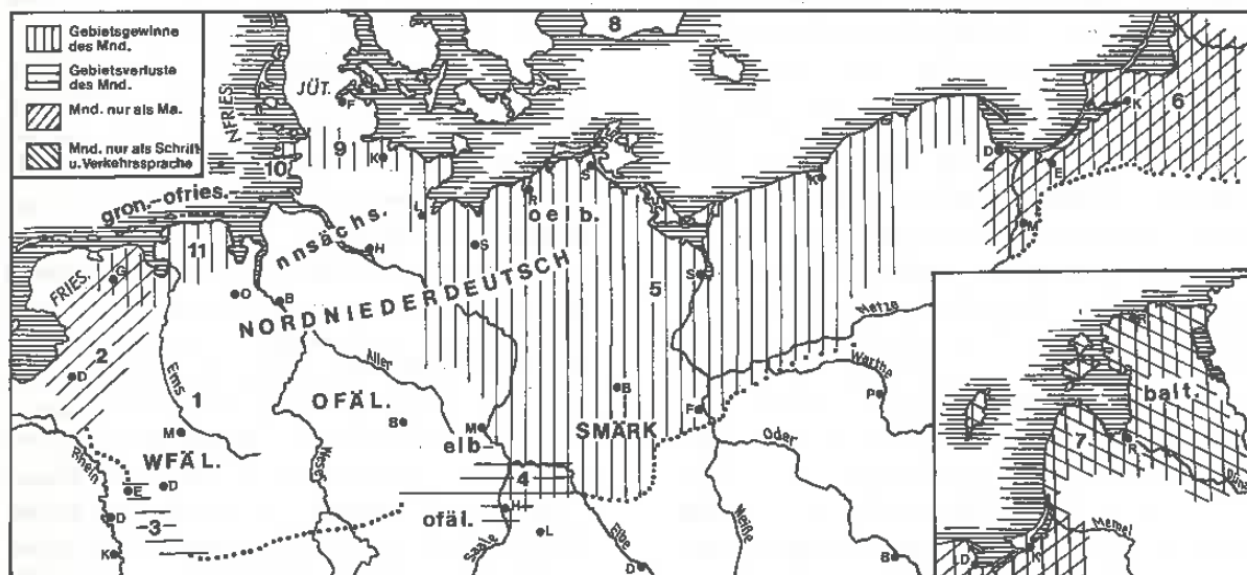 Gebietsgewinne
des Mnd.
Gebietsverluste
des Mnd.
Mnd. nur als Ma.
Mnd. nur als Schrift-
u. Verkehrssprache
8
JÜT.
F
NFRIES.
9
10
K
6
K
D
E
M
gron.-ofries.
11
S
R
oelb.
L
K
nnsächs.
H
S
FRIES.
G
O
B
NORDNIEDERDEUTSCH
5
S
Netze
2
D
Ems
1
Aller
Warthe
P
B
OFÄL.
B
F
M
M
SMÄRK
elb-
ofäl.
WFÄL.
Rhein
E
D
D
3
K
Weser
4
H
L
Saale
Elbe
D
Neiße
Oder
B
R
balt.
7
R
Düna
Memel
K
D